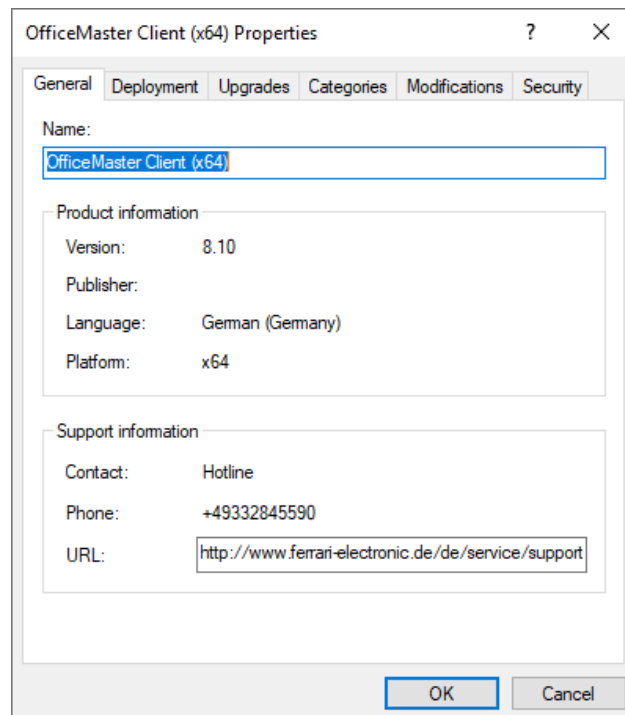 OfficeMaster Client (x64) Properties ?
General Deployment Upgrades Categories Modifications Security
Name:
OfficeMaster Client (x64)
Product information
Version: 8.10
Publisher:
Language: German (Germany)
Platform: x64
Support information
Contact: Hotline
Phone: +49332845590
URL: http://www.ferrari-electronic.de/de/service/support
OK Cancel